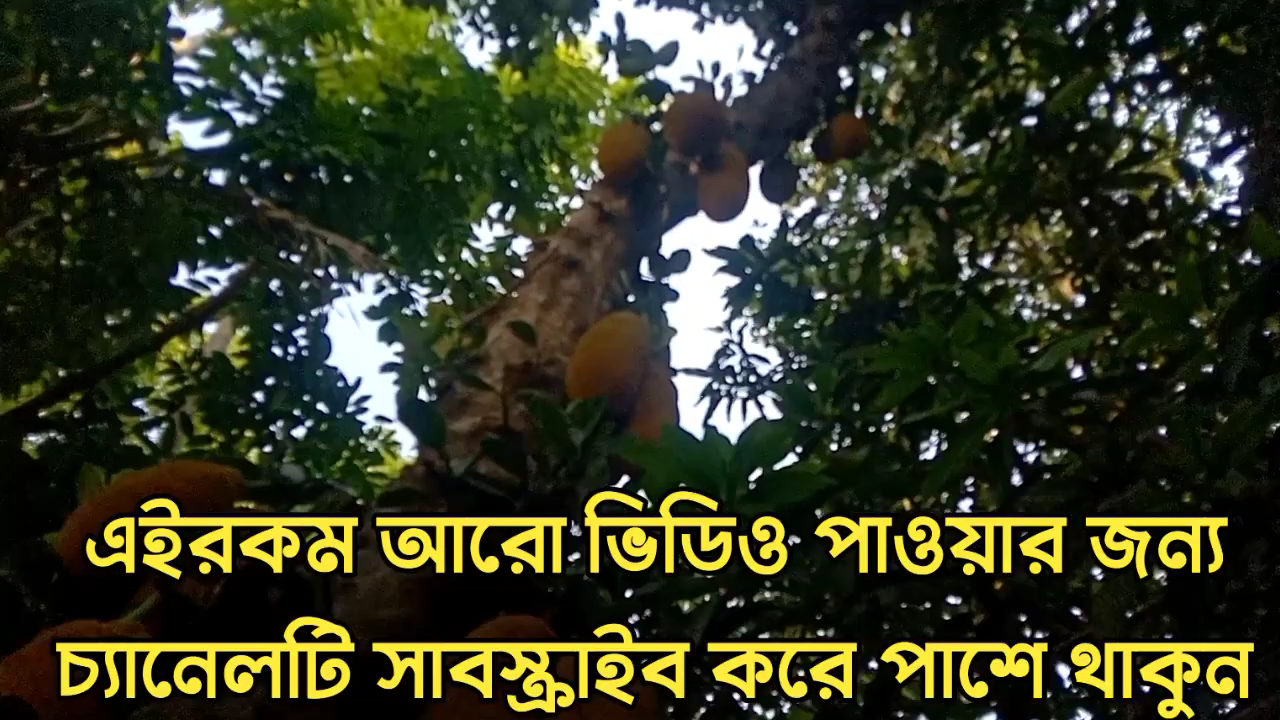 এইরকম আরো ভিডিও পাওয়ার জন্য
চ্যানেলটি সাবস্ক্রাইব করে পাশে থাকুন